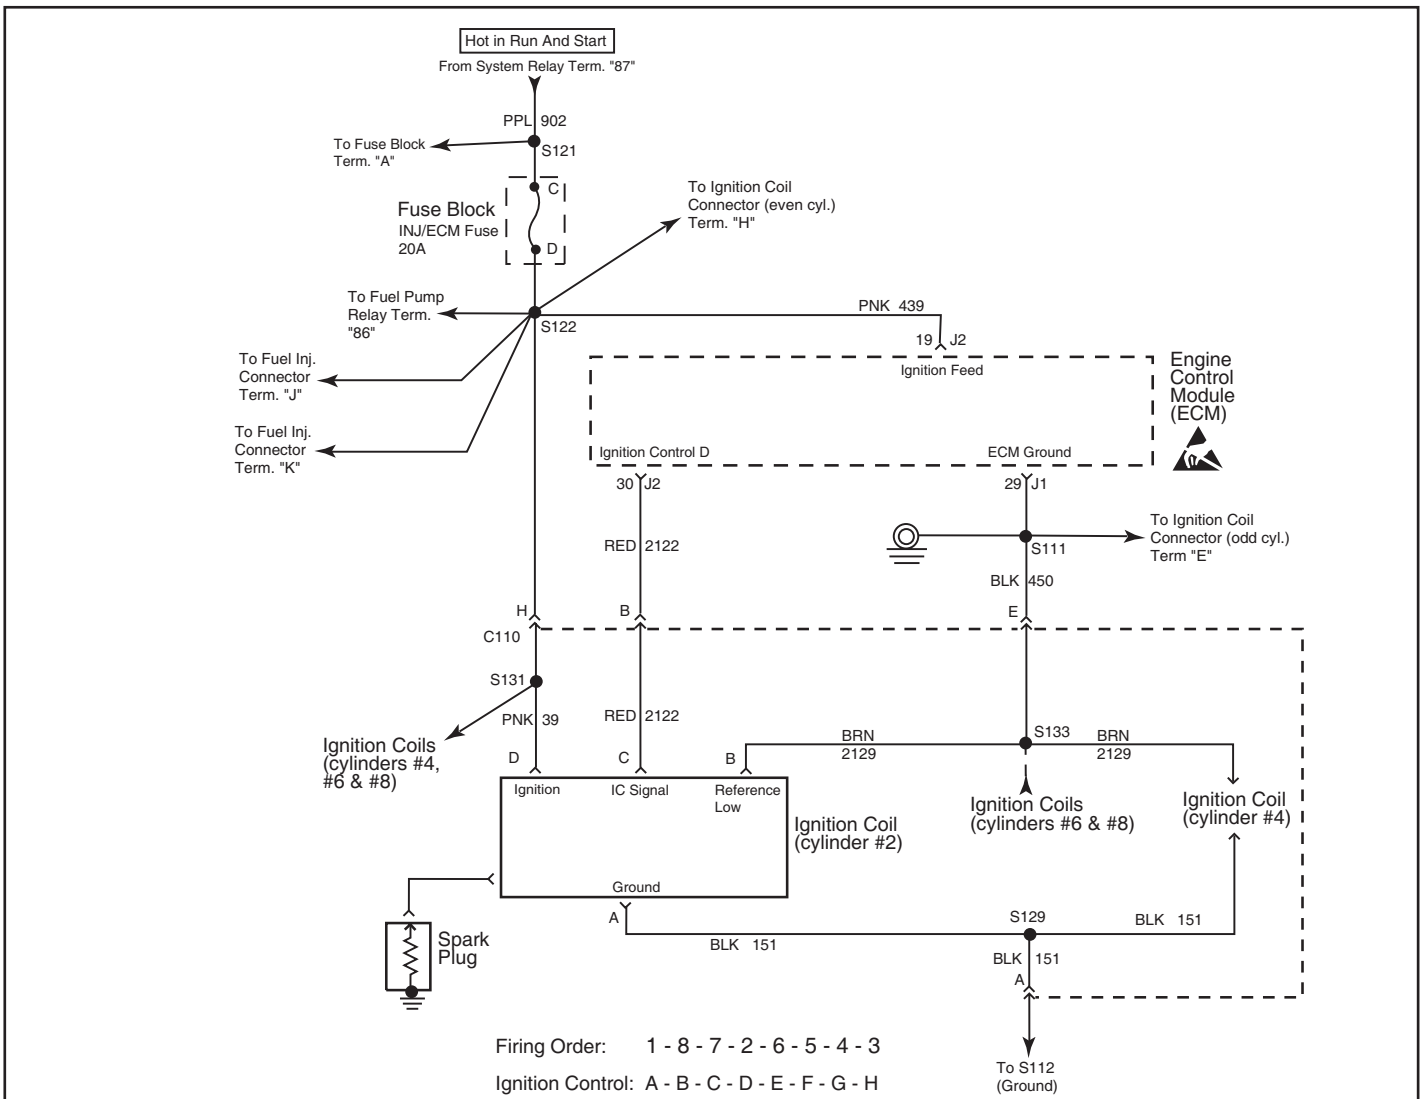 Hot in Run And Start
From System Relay Term. "87"
PPL 902
To Fuse Block
Term. "A"
S121
C
Fuse Block
INJ/ECM Fuse
20A
D
To Ignition Coil
Connector (even cyl.)
Term. "H"
To Fuel Pump
Relay Term.
"86"
S122
PNK 439
19 J2
To Fuel Inj.
Connector
Term. "J"
Ignition Feed
Engine
Control
Module
(ECM)
To Fuel Inj.
Connector
Term. "K"
Ignition Control D
ECM Ground
30 J2
29 J1
RED 2122
S111
To Ignition Coil
Connector (odd cyl.)
Term "E"
BLK 450
H
B
E
C110
S131
PNK 39
RED 2122
Ignition Coils
(cylinders #4,
#6 & #8)
D
C
B
BRN
2129
S133
BRN
2129
Ignition
IC Signal
Reference
Low
Ignition Coil
(cylinder #2)
Ignition Coils
(cylinders #6 & #8)
Ignition Coil
(cylinder #4)
Ground
A
BLK 151
S129
BLK 151
Spark
Plug
BLK 151
A
Firing Order: 1 - 8 - 7 - 2 - 6 - 5 - 4 - 3
Ignition Control: A - B - C - D - E - F - G - H
To S112
(Ground)